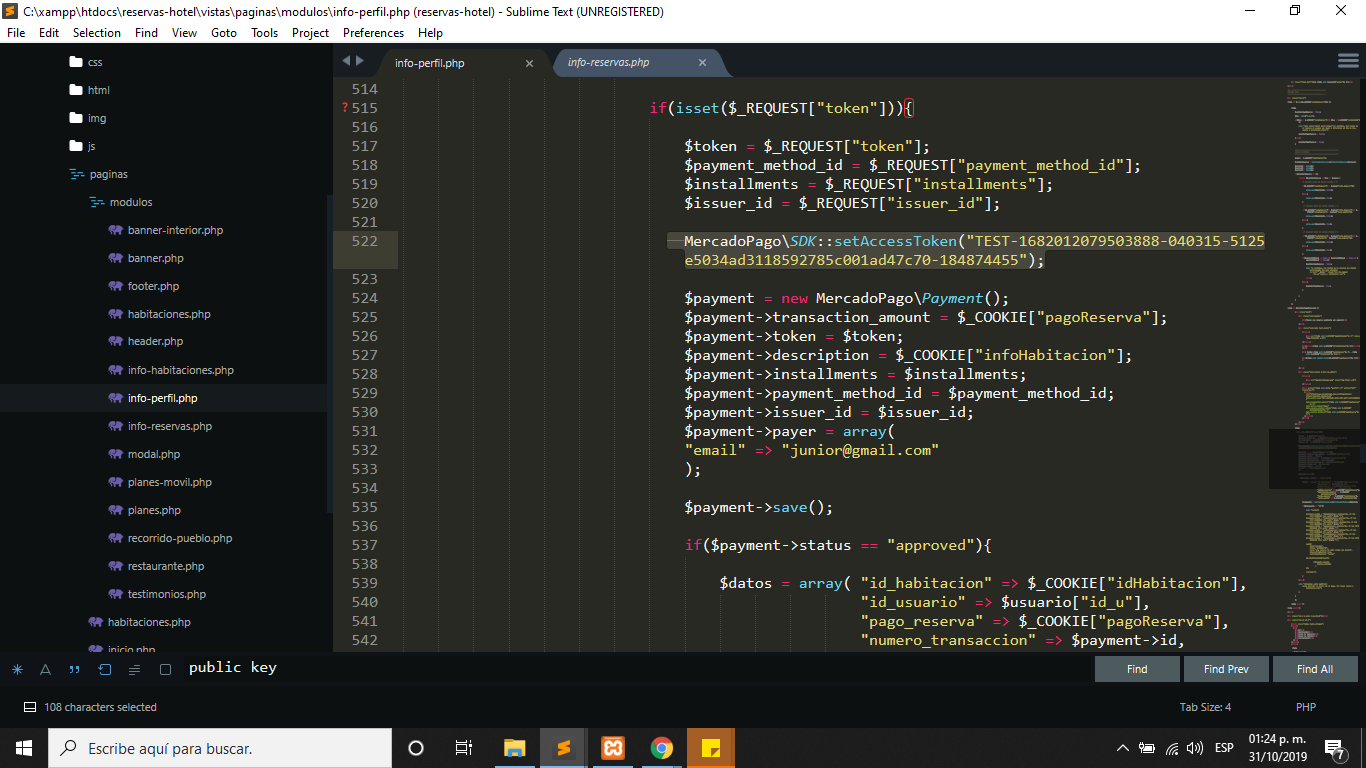 C:\xampp\htdocs\reservas-hotel\vistas\paginas\modulos\info-perfil.php (reservas-hotel) - Sublime Text (UNREGISTERED)
File Edit Selection Find View Goto Tools Project Preferences Help
css
html
img
js
paginas
modulos
banner-interior.php
banner.php
footer.php
habitaciones.php
header.php
info-habitaciones.php
info-perfil.php
info-reservas.php
modal.php
planes-movil.php
planes.php
recorrido-pueblo.php
restaurante.php
testimonios.php
habitaciones.php
inicio.php
info-perfil.php × info-reservas.php ×
514
? 515 if(isset($_REQUEST["token"])){
516
517 $token = $_REQUEST["token"];
518 $payment_method_id = $_REQUEST["payment_method_id"];
519 $installments = $_REQUEST["installments"];
520 $issuer_id = $_REQUEST["issuer_id"];
521
522 MercadoPago\SDK::setAccessToken("TEST-1682012079503888-040315-5125
e5034ad3118592785c001ad47c70-184874455");
523
524 $payment = new MercadoPago\Payment();
525 $payment->transaction_amount = $_COOKIE["pagoReserva"];
526 $payment->token = $token;
527 $payment->description = $_COOKIE["infoHabitacion"];
528 $payment->installments = $installments;
529 $payment->payment_method_id = $payment_method_id;
530 $payment->issuer_id = $issuer_id;
531 $payment->payer = array(
532 "email" => "junior@gmail.com"
533 );
534
535 $payment->save();
536
537 if($payment->status == "approved"){
538
539 $datos = array( "id_habitacion" => $_COOKIE["idHabitacion"],
540 "id_usuario" => $usuario["id_u"],
541 "pago_reserva" => $_COOKIE["pagoReserva"],
542 "numero_transaccion" => $payment->id,
public key
Find Find Prev Find All
108 characters selected
Tab Size: 4 PHP
Escribe aquí para buscar.
ESP
01:24 p. m.
31/10/2019
7